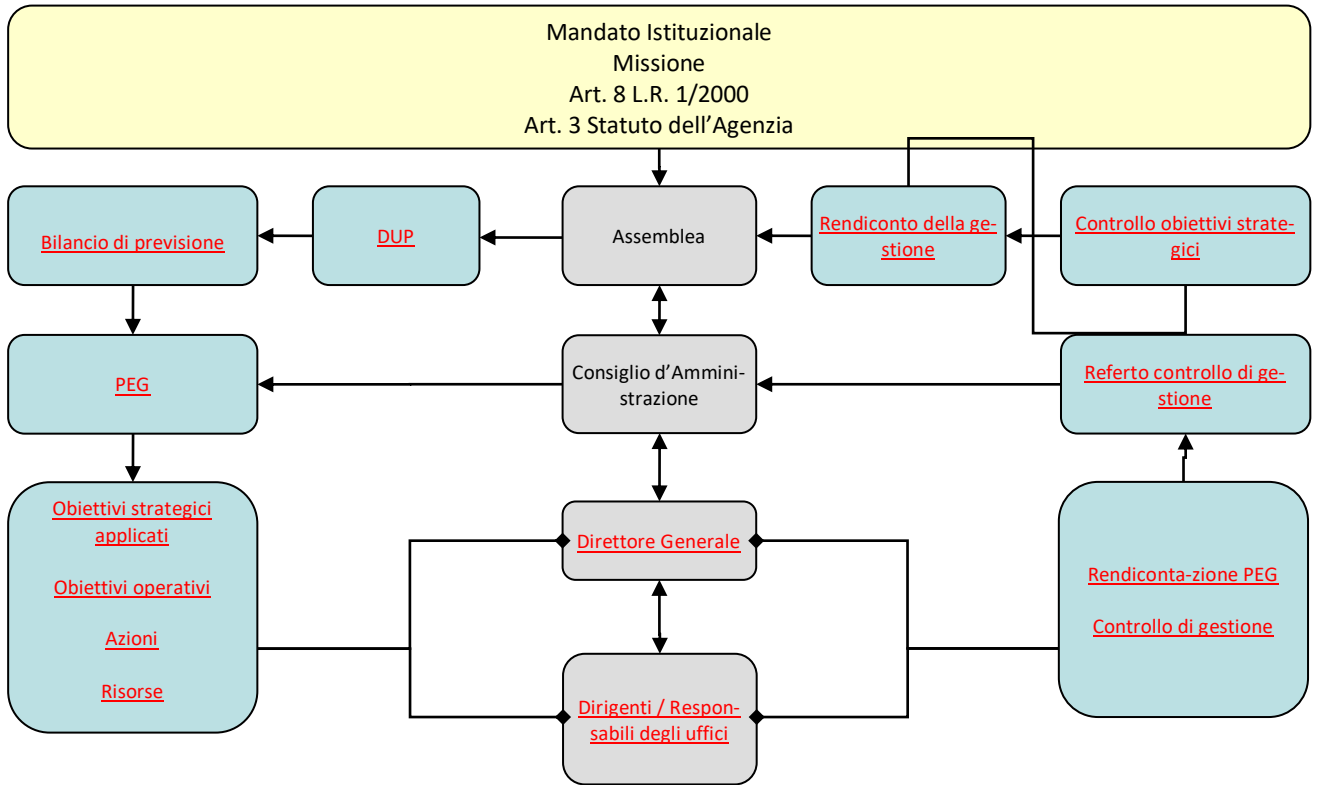 Mandato Istituzionale
Missione
Art. 8 L.R. 1/2000
Art. 3 Statuto dell’Agenzia
Bilancio di previsione
DUP
Assemblea
Rendiconto della ge-
stione
Controllo obiettivi strate-
gici
PEG
Consiglio d’Ammini-
strazione
Referto controllo di ge-
stione
Obiettivi strategici
applicati
Obiettivi operativi
Azioni
Risorse
Direttore Generale
Dirigenti / Respon-
sabili degli uffici
Rendiconta-zione PEG
Controllo di gestione